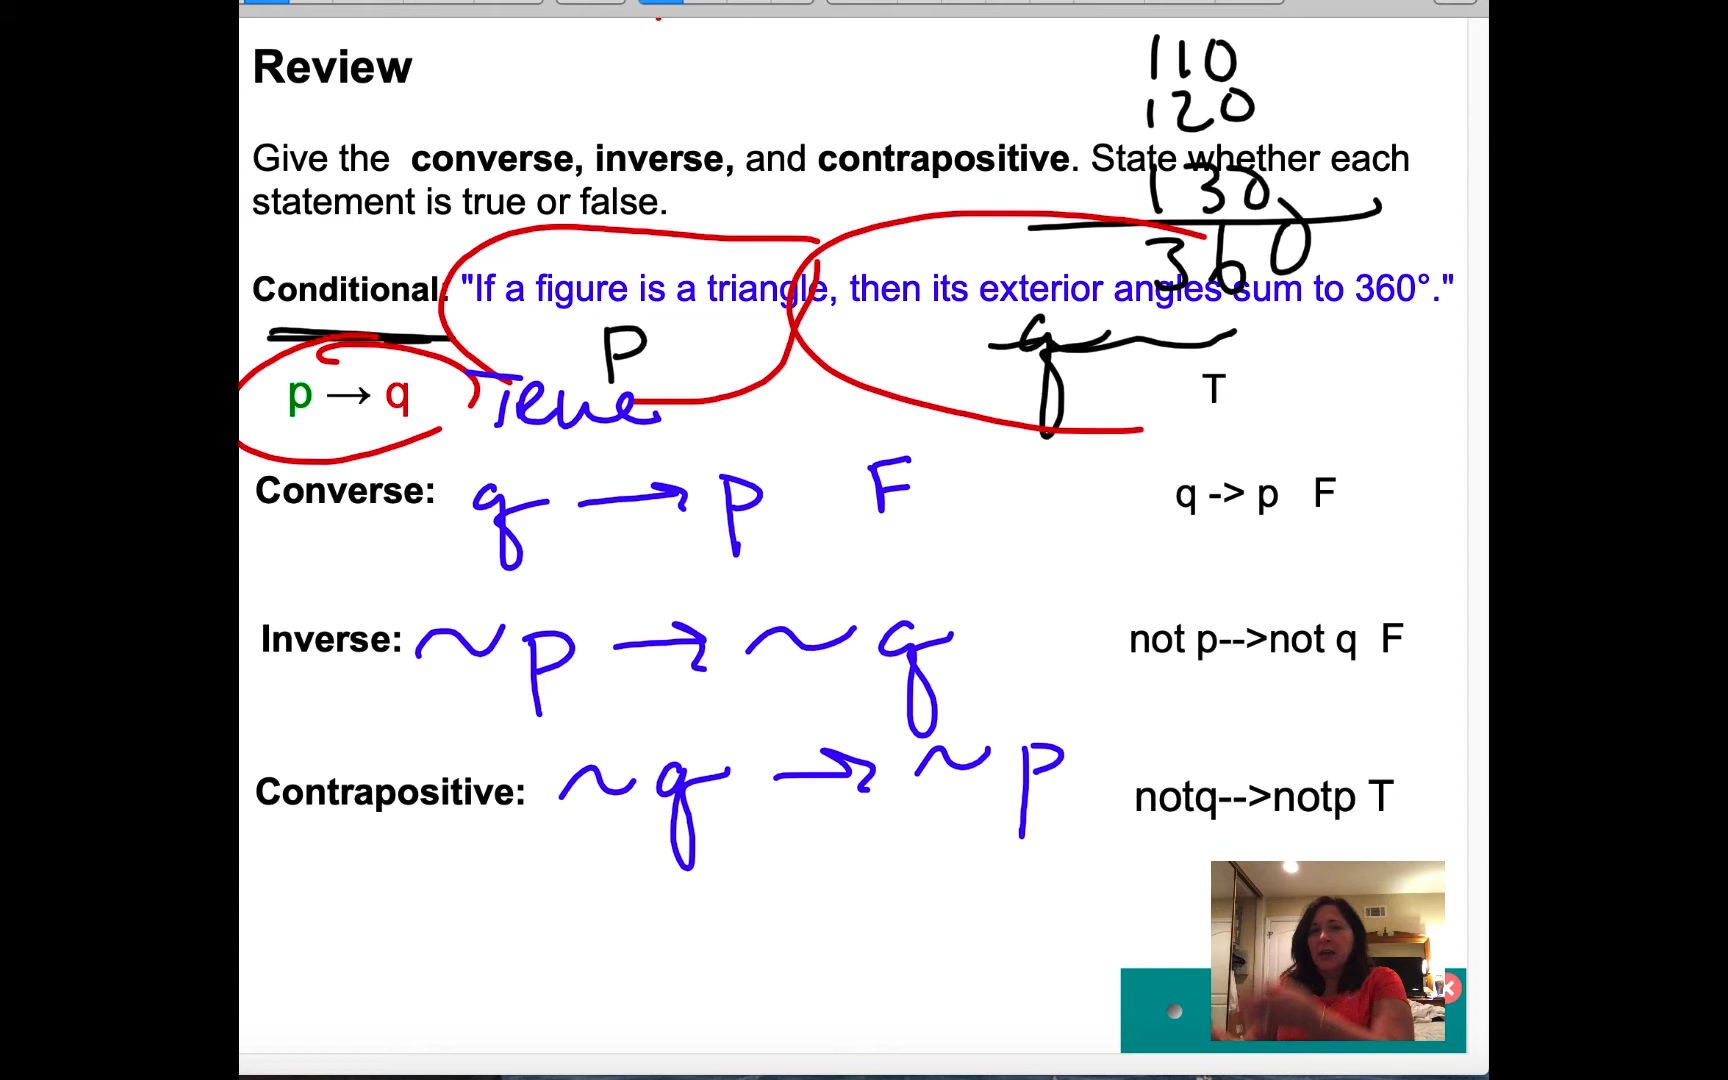 Review
110
120
Give the converse, inverse, and contrapositive. State whether each
130
statement is true or false.
360
Conditional: "If a figure is a triangle, then its exterior angles sum to 360°."
P q
p → q True T
Converse: q → p F q -> p F
Inverse: ~ p → ~ q not p-->not q F
Contrapositive: ~ q → ~ p notq-->notp T